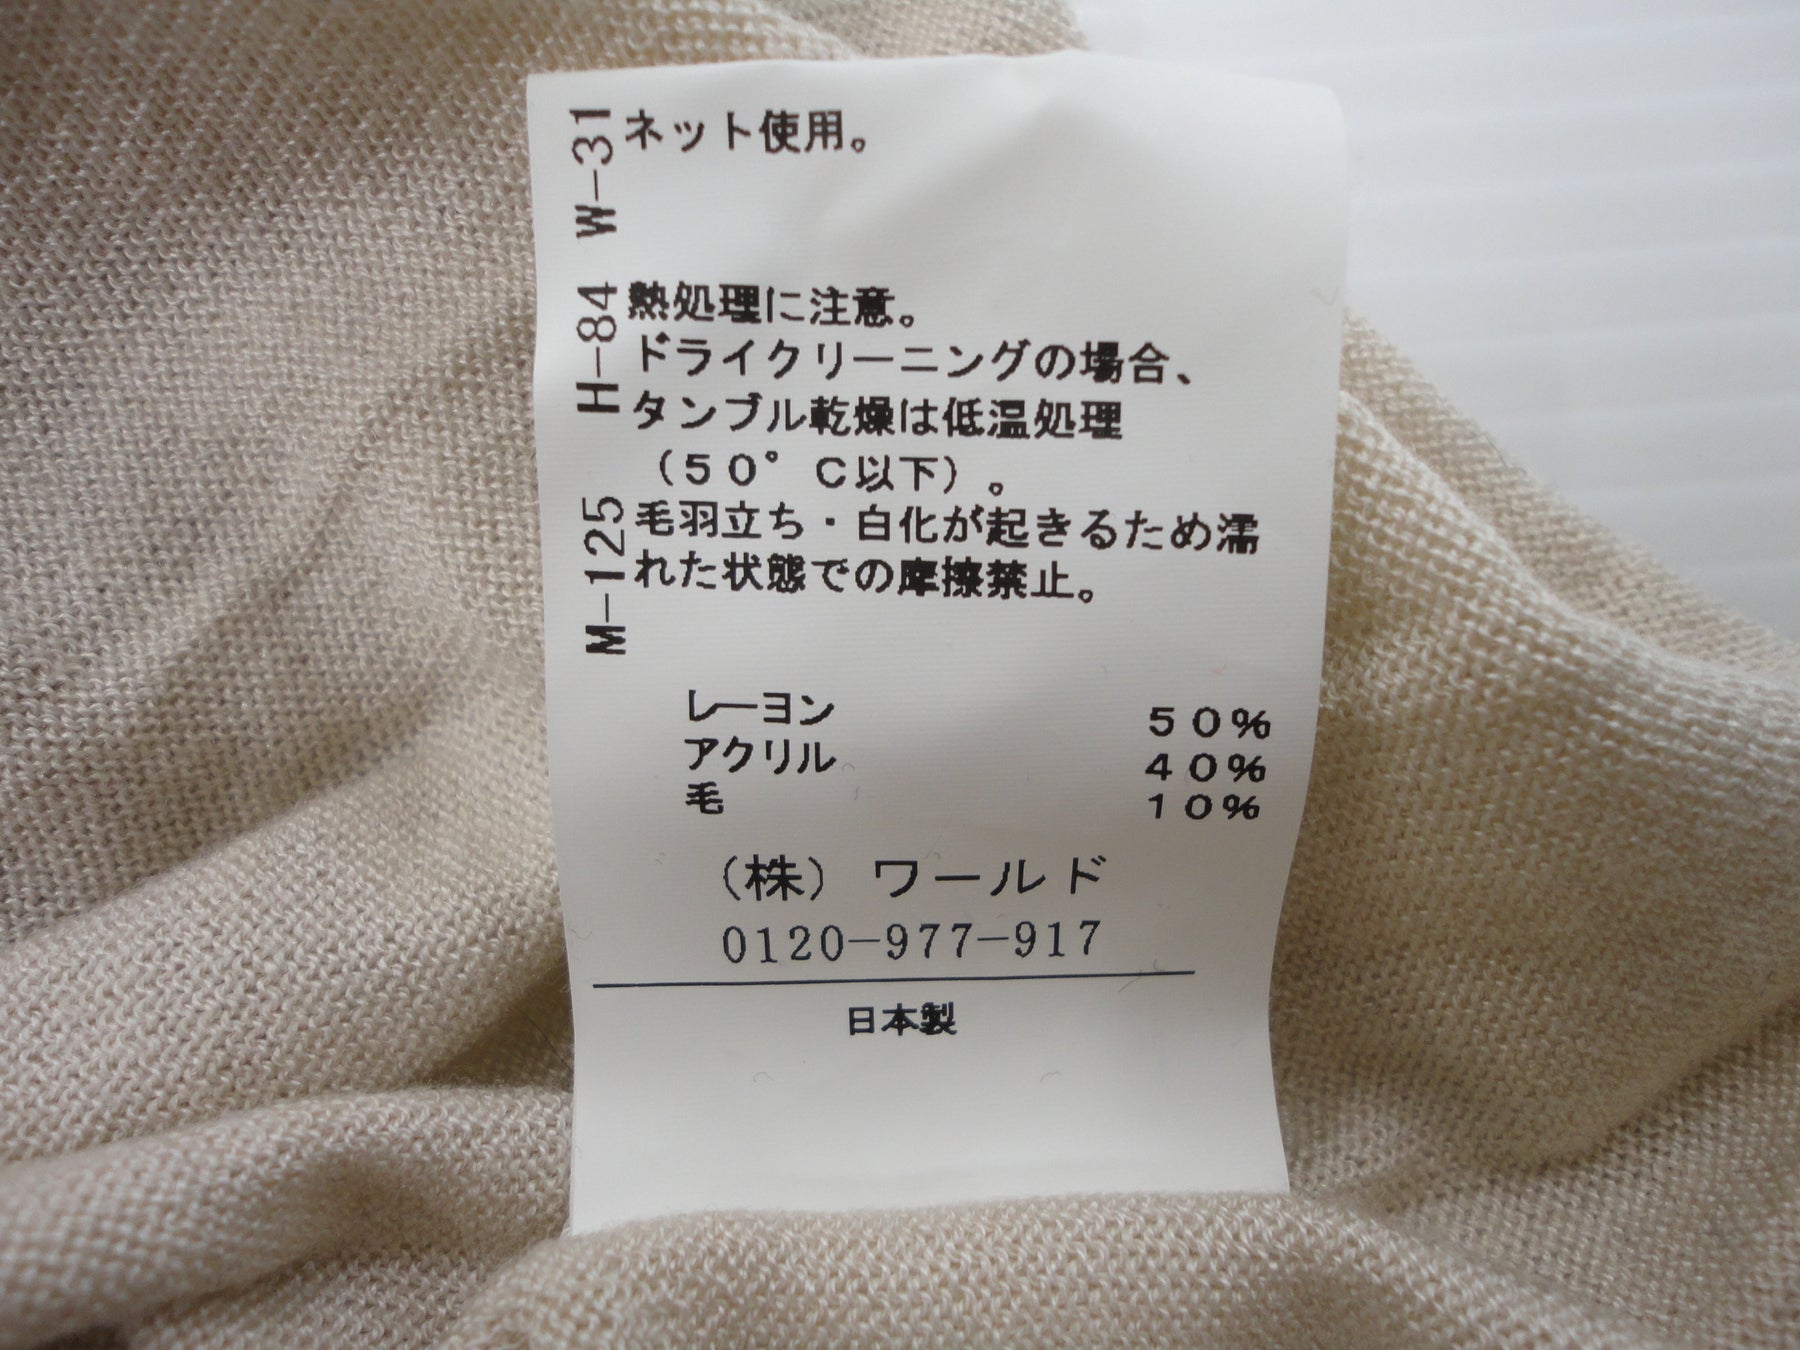 W-31
ネット使用。
H-84
熱処理に注意。
ドライクリーニングの場合、
タンブル乾燥は低温処理
（５０°Ｃ以下）。
M-125
毛羽立ち・白化が起きるため濡
れた状態での摩擦禁止。
レーヨン ５０％
アクリル ４０％
毛 １０％
（株）ワールド
0120-977-917
日本製